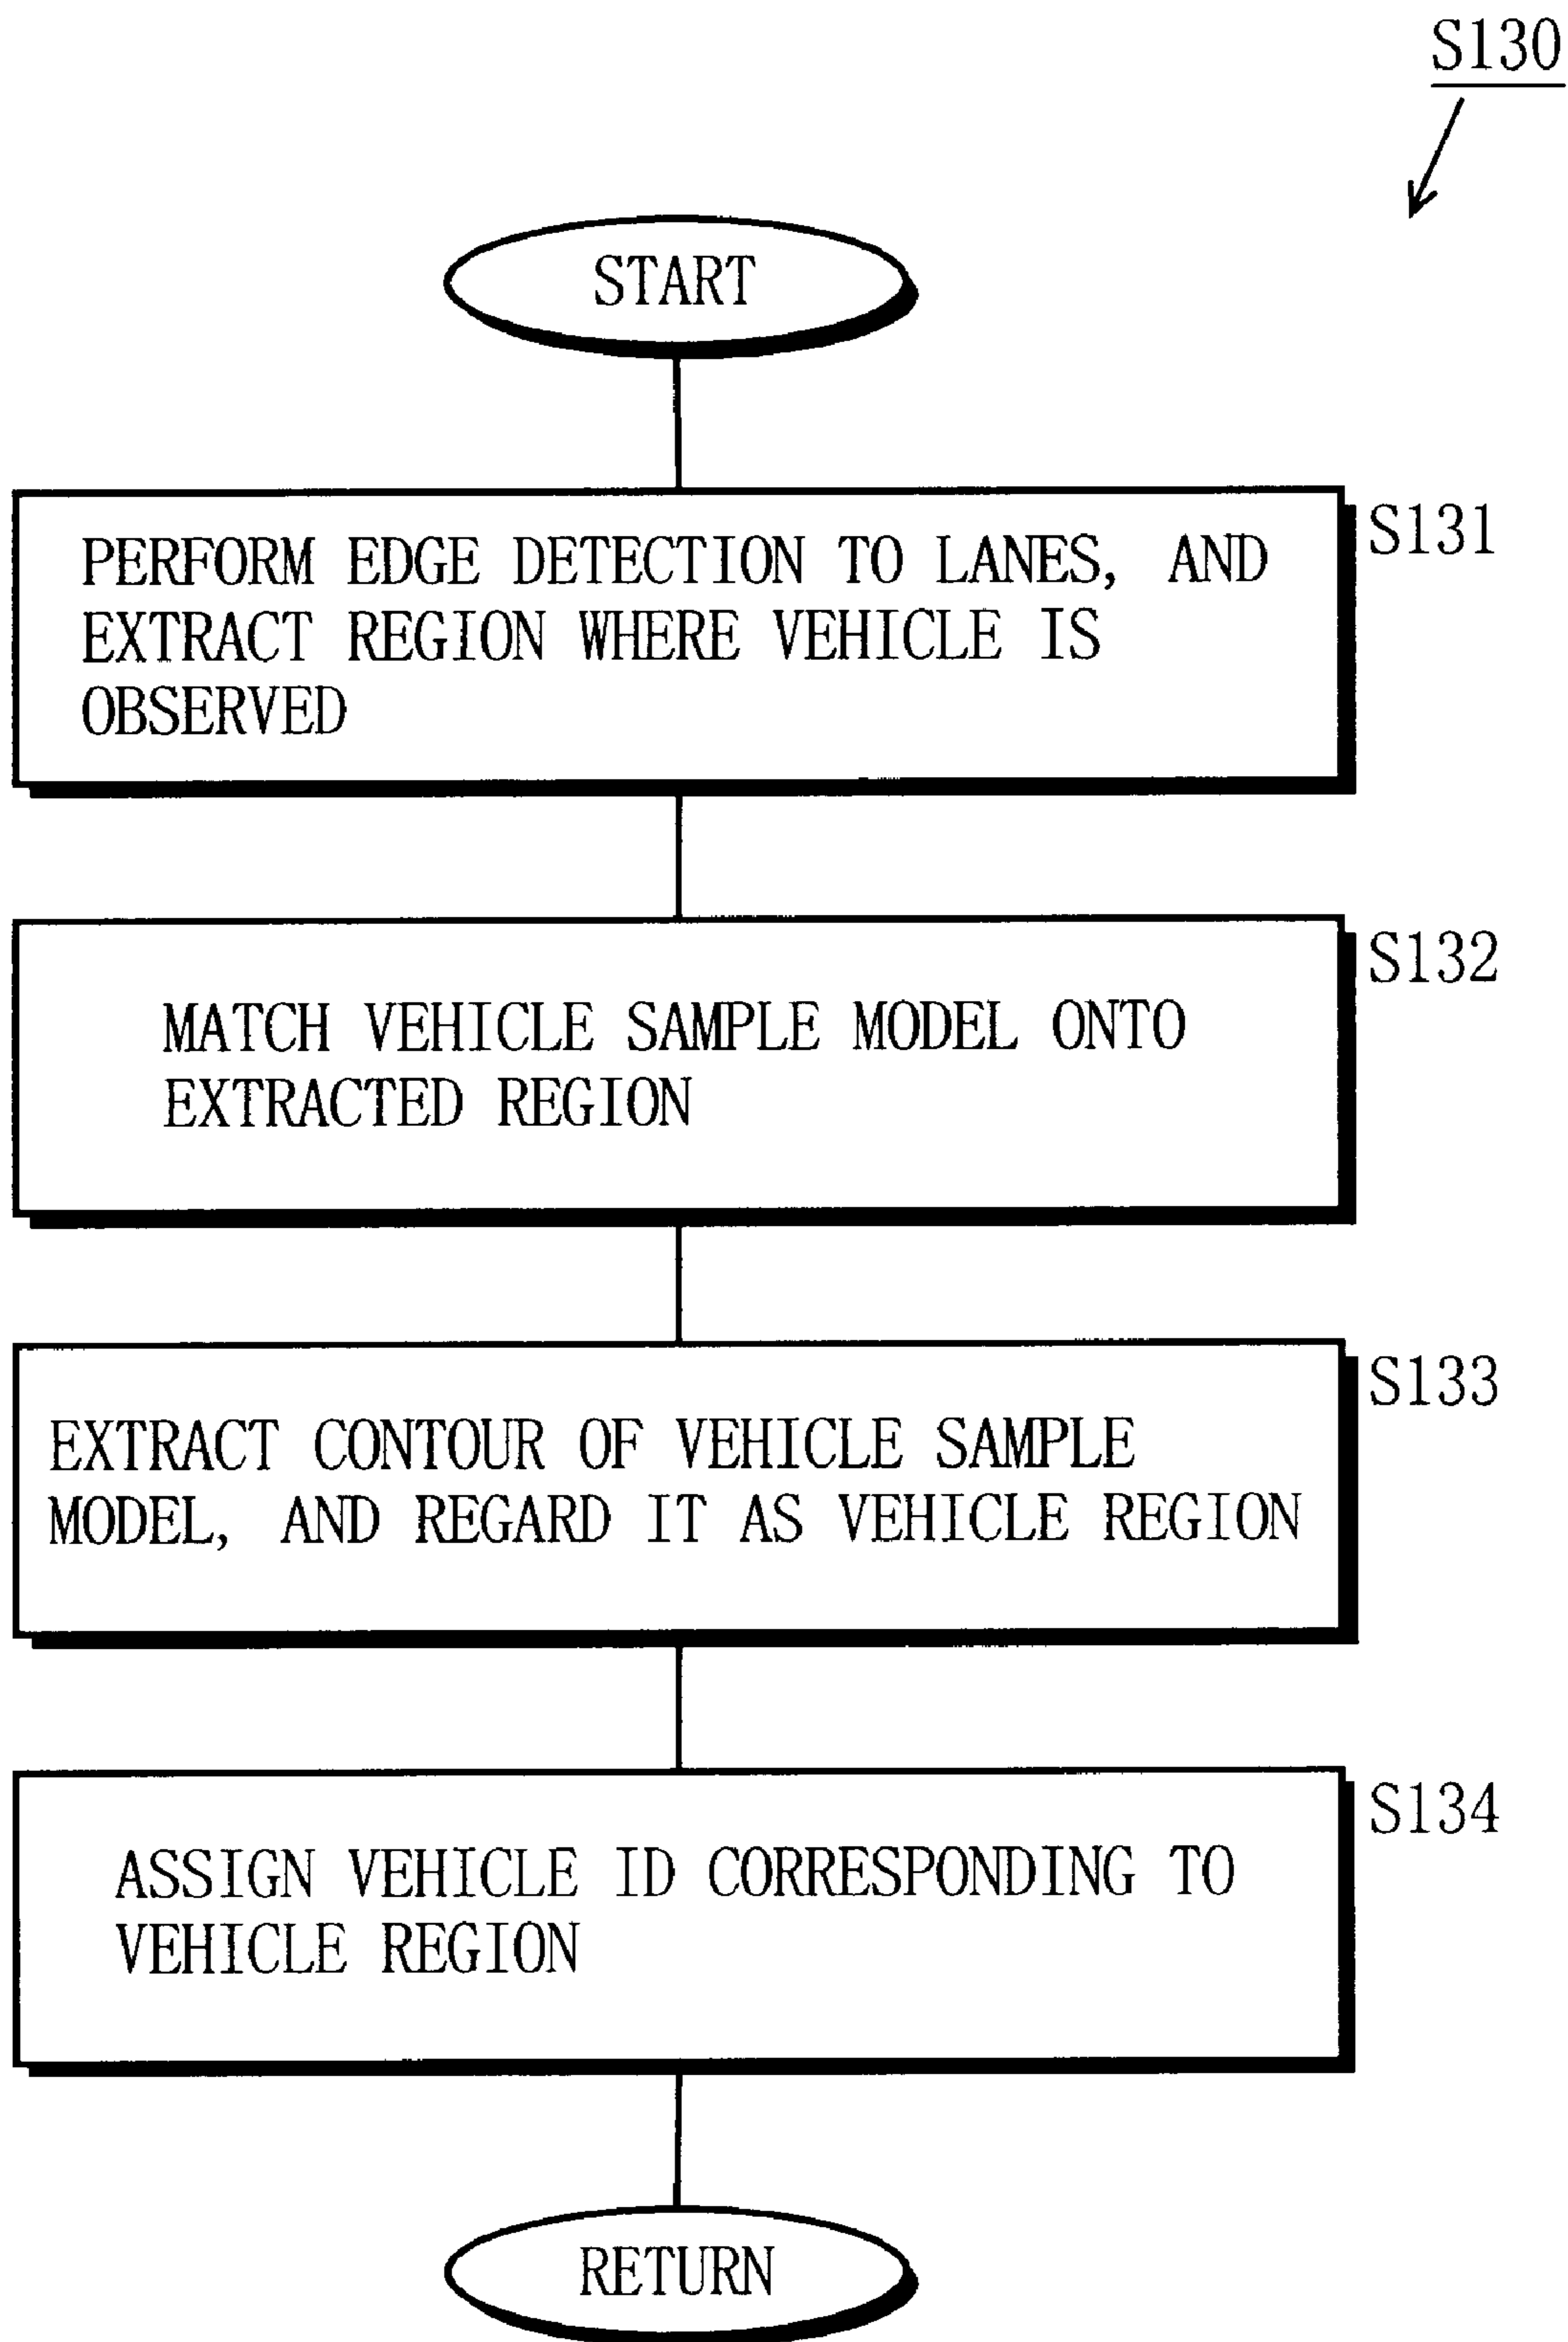 S130
START
PERFORM EDGE DETECTION TO LANES, AND
EXTRACT REGION WHERE VEHICLE IS
OBSERVED
S131
MATCH VEHICLE SAMPLE MODEL ONTO
EXTRACTED REGION
S132
EXTRACT CONTOUR OF VEHICLE SAMPLE
MODEL, AND REGARD IT AS VEHICLE REGION
S133
ASSIGN VEHICLE ID CORRESPONDING TO
VEHICLE REGION
S134
RETURN